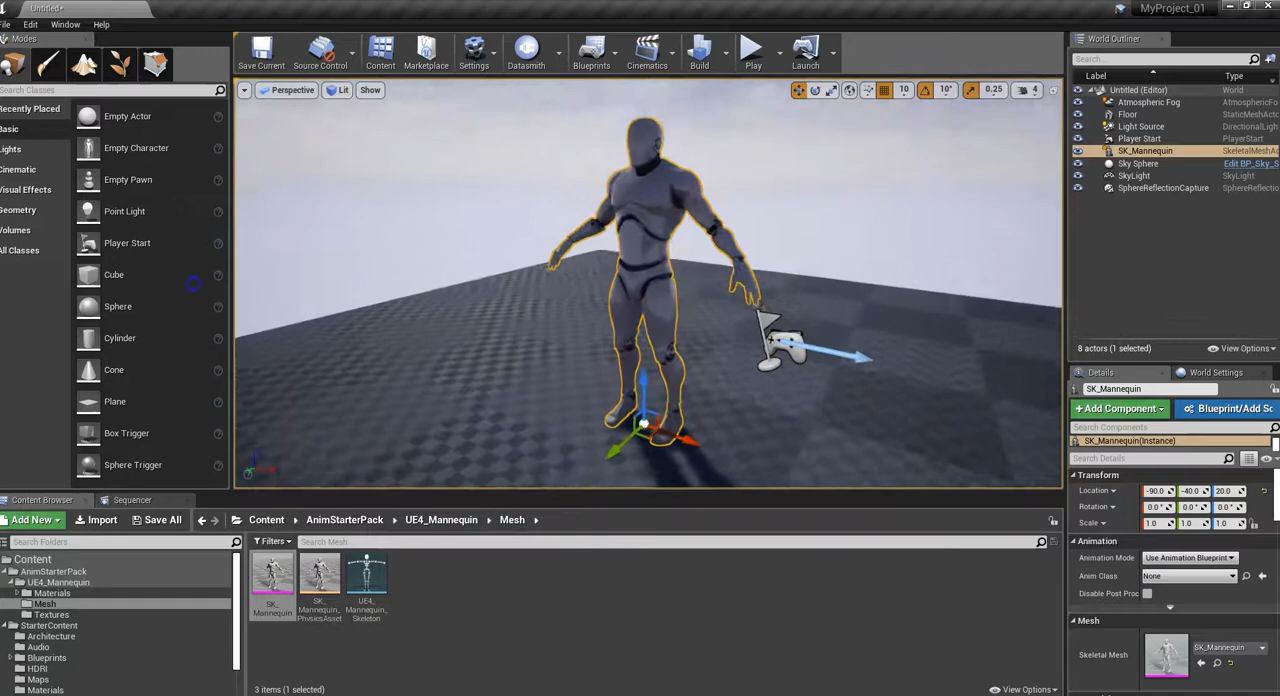 Untitled*
MyProject_01
File Edit Window Help
Modes
Search Classes
Recently Placed
Basic
Lights
Cinematic
Visual Effects
Geometry
Volumes
All Classes
Empty Actor
Empty Character
Empty Pawn
Point Light
Player Start
Cube
Sphere
Cylinder
Cone
Plane
Box Trigger
Sphere Trigger
Save Current Source Control Content Marketplace Settings Datasmith Blueprints Cinematics Build Play Launch
Perspective Lit Show
10 10° 0.25 4
World Outliner
Search...
Label Type
Untitled (Editor) World
Atmospheric Fog AtmosphericFo
Floor StaticMeshActo
Light Source DirectionalLigh
Player Start PlayerStart
SK_Mannequin SkeletalMeshAc
Sky Sphere Edit BP_Sky_S
SkyLight SkyLight
SphereReflectionCapture SphereReflection
8 actors (1 selected) View Options
Details World Settings
SK_Mannequin
+Add Component Blueprint/Add Sc
Search Components
SK_Mannequin(Instance)
Search Details
Transform
Location -90.0 -40.0 20.0
Rotation 0.0° 0.0° 0.0°
Scale 1.0 1.0 1.0
Animation
Animation Mode Use Animation Blueprint
Anim Class None
Disable Post Proc
Mesh
Skeletal Mesh SK_Mannequin
Content Browser Sequencer
Add New Import Save All Content AnimStarterPack UE4_Mannequin Mesh
Search Folders
Filters Search Mesh
Content
AnimStarterPack
UE4_Mannequin
Materials
Mesh
Textures
StarterContent
Architecture
Audio
Blueprints
HDRI
Maps
Materials
SK_
Mannequin
SK_
Mannequin_
PhysicsAsset
UE4_
Mannequin_
Skeleton
3 items (1 selected) View Options